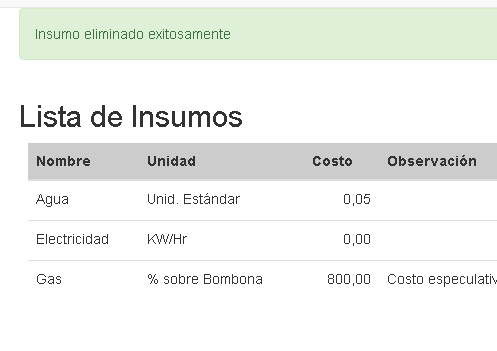 Insumo eliminado exitosamente
Lista de Insumos
Nombre Unidad Costo Observación
Agua Unid. Estándar 0,05
Electricidad KW/Hr 0,00
Gas % sobre Bombona 800,00 Costo especulativ